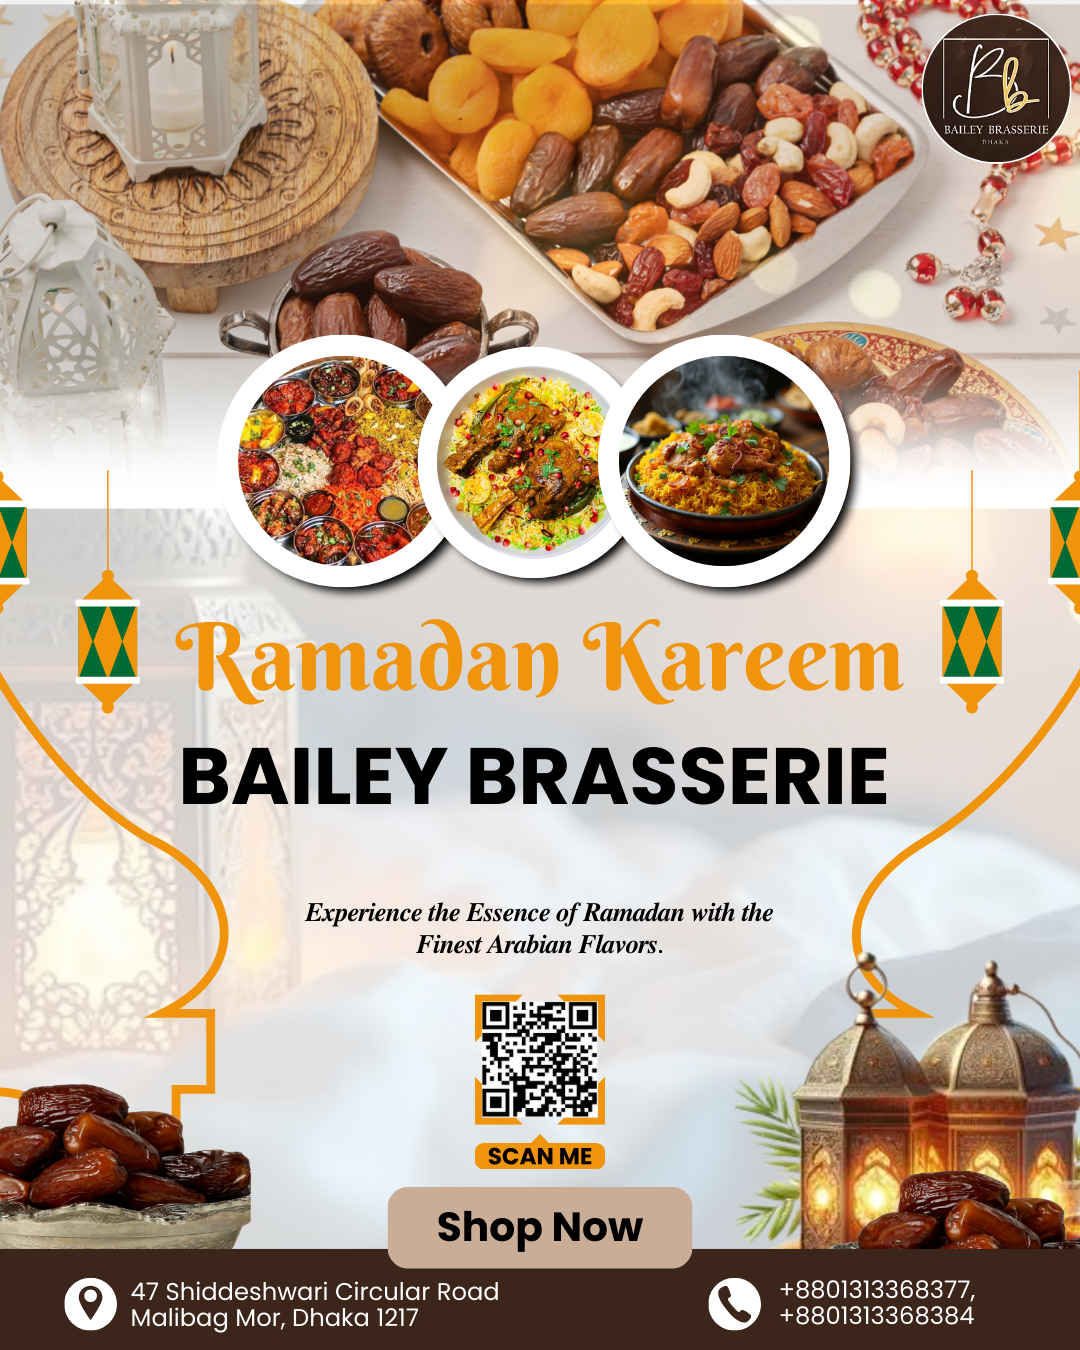 Bb
BAILEY BRASSERIE
DHAKA
Ramadan Kareem
BAILEY BRASSERIE
Experience the Essence of Ramadan with the
Finest Arabian Flavors.
SCAN ME
Shop Now
47 Shiddeshwari Circular Road
Malibag Mor, Dhaka 1217
+8801313368377,
+8801313368384